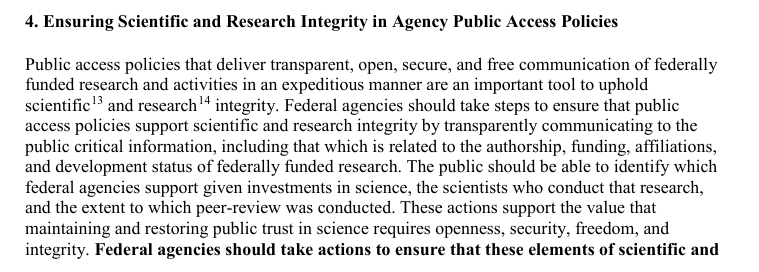 4. Ensuring Scientific and Research Integrity in Agency Public Access Policies
Public access policies that deliver transparent, open, secure, and free communication of federally
funded research and activities in an expeditious manner are an important tool to uphold
scientific13 and research14 integrity. Federal agencies should take steps to ensure that public
access policies support scientific and research integrity by transparently communicating to the
public critical information, including that which is related to the authorship, funding, affiliations,
and development status of federally funded research. The public should be able to identify which
federal agencies support given investments in science, the scientists who conduct that research,
and the extent to which peer-review was conducted. These actions support the value that
maintaining and restoring public trust in science requires openness, security, freedom, and
integrity. Federal agencies should take actions to ensure that these elements of scientific and